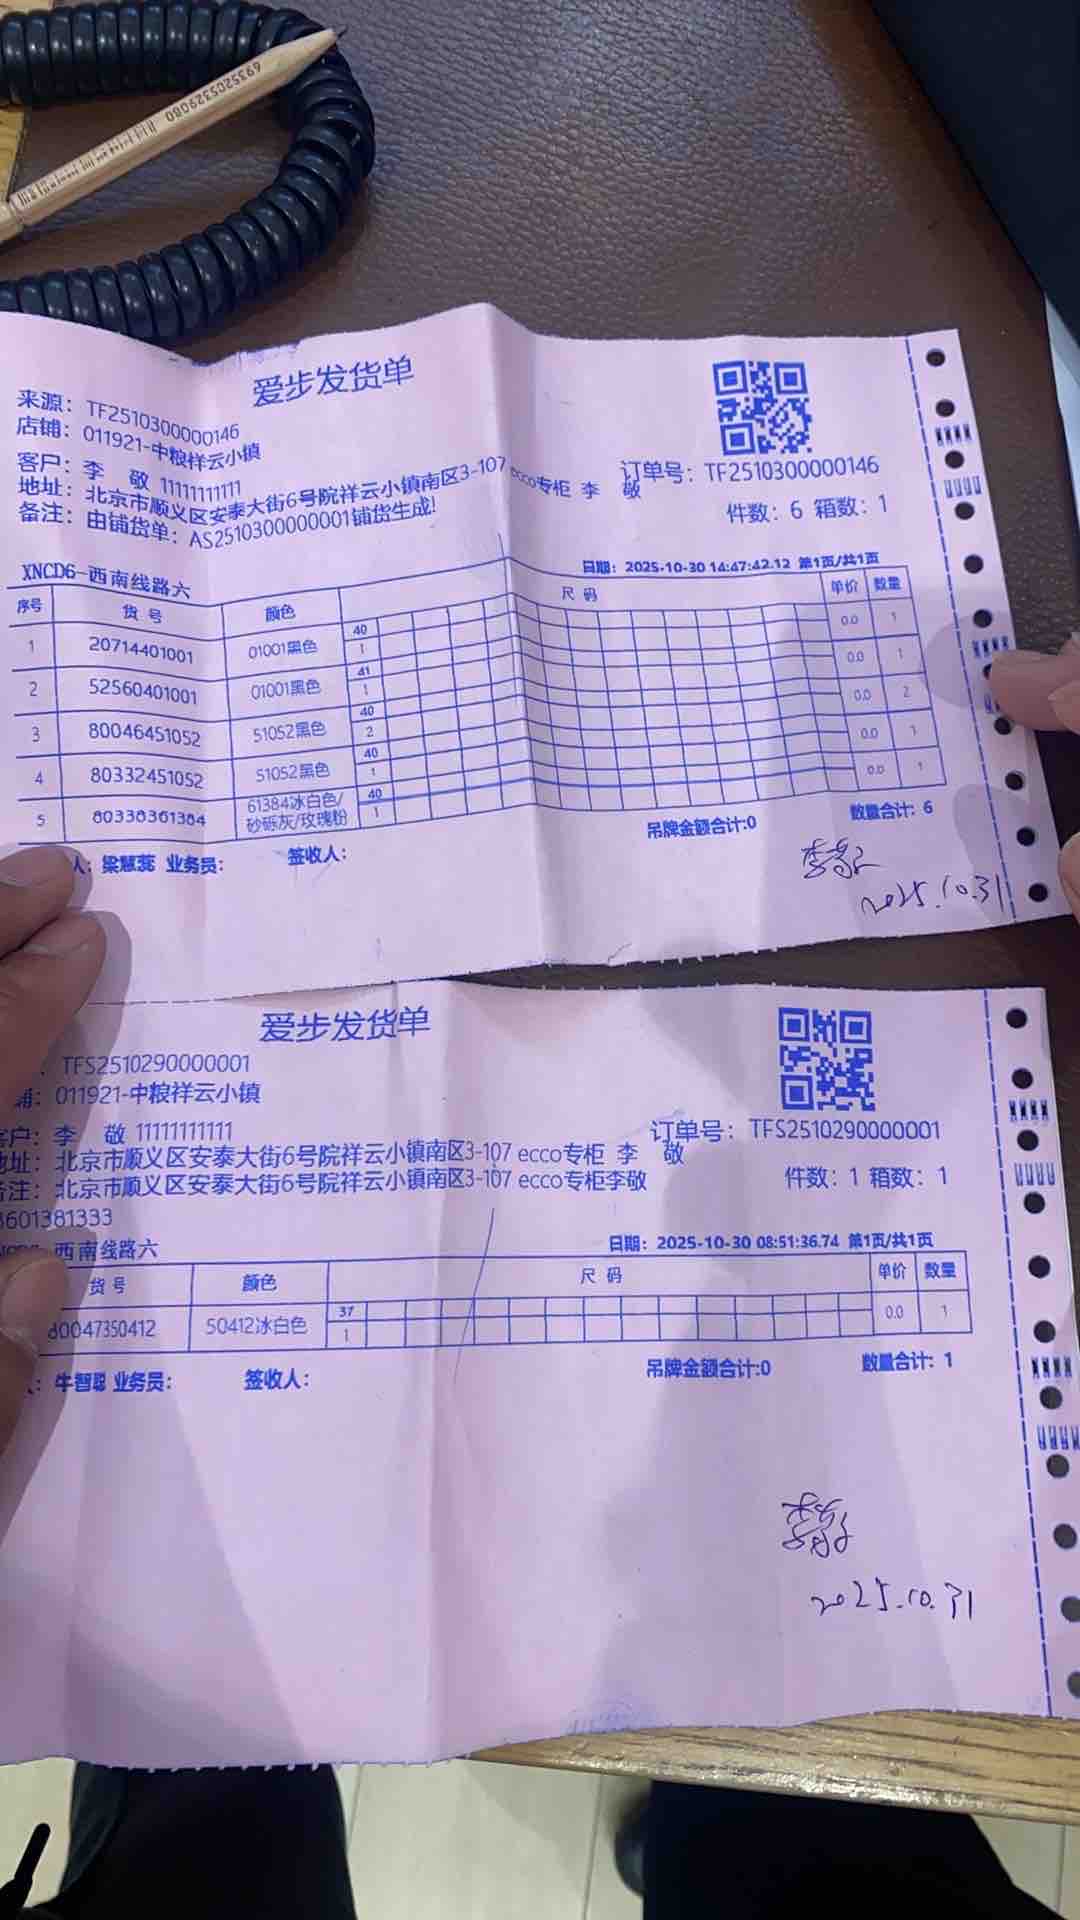 6935205329080
爱步发货单
来源：TF2510300000146
店铺：011921-中粮祥云小镇
客户：李 敬 11111111111
地址：北京市顺义区安泰大街6号院祥云小镇南区3-107 ecco专柜 李 敬
备注：由铺货单：AS2510300000001铺货生成!
订单号：TF2510300000146
件数：6 箱数：1
XNCD6-西南线路六
日期：2025-10-30 14:47:42.12 第1页/共1页
序号 货 号 颜色 尺 码 单价 数量
1 20714401001 01001黑色 40 1 0.0 1
2 52560401001 01001黑色 41 1 0.0 1
3 80046451052 51052黑色 40 2 0.0 2
4 80332451052 51052黑色 40 1 0.0 1
5 80338361384 61384冰白色/砂砾灰/玫瑰粉 40 1 0.0 1
人：梁慧蕊 业务员： 签收人： 吊牌金额合计:0 数量合计：6
李敬
2025.10.31
爱步发货单
TFS2510290000001
铺：011921-中粮祥云小镇
客户：李 敬 11111111111
地址：北京市顺义区安泰大街6号院祥云小镇南区3-107 ecco专柜 李 敬
备注：北京市顺义区安泰大街6号院祥云小镇南区3-107 ecco专柜李敬
3601381333
订单号：TFS2510290000001
件数：1 箱数：1
西南线路六
日期：2025-10-30 08:51:36.74 第1页/共1页
货 号 颜色 尺 码 单价 数量
80047350412 50412冰白色 37 1 0.0 1
：牛智聪 业务员： 签收人： 吊牌金额合计:0 数量合计：1
李敬
2025.10.31